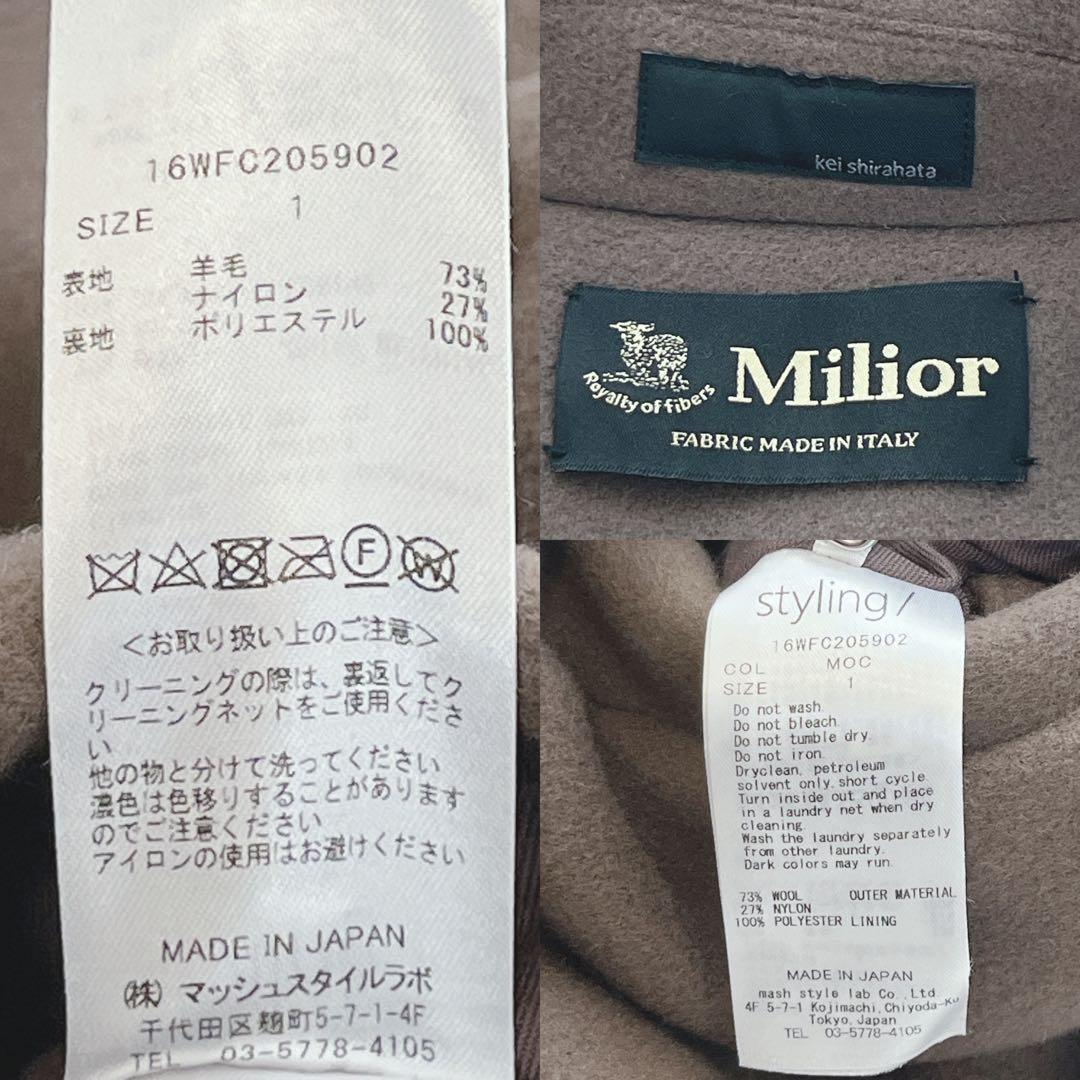 16WFC205902
SIZE 1
表地 羊毛 73%
ナイロン 27%
裏地 ポリエステル 100%
F
W
<お取り扱い上のご注意>
クリーニングの際は、裏返してク
リーニングネットをご使用くださ
い
他の物と分けて洗ってください
濃色は色移りすることがあります
のでご注意ください
アイロンの使用はお避けください
MADE IN JAPAN
(株) マッシュスタイルラボ
千代田区麹町5-7-1-4F
TEL 03-5778-4105
kei shirahata
Royalty of fibers
Milior
FABRIC MADE IN ITALY
styling/
16WFC205902
COL MOC
SIZE 1
Do not wash.
Do not bleach.
Do not tumble dry.
Do not iron.
Dryclean, petroleum
solvent only.short cycle.
Turn inside out and place
in a laundry net when dry
cleaning.
Wash the laundry separately
from other laundry.
Dark colors may run.
73% WOOL OUTER MATERIAL
27% NYLON
100% POLYESTER LINING
MADE IN JAPAN
mash style lab Co.,Ltd.
4F 5-7-1 Kojimachi,Chiyoda-Ku
Tokyo,Japan
TEL 03-5778-4105